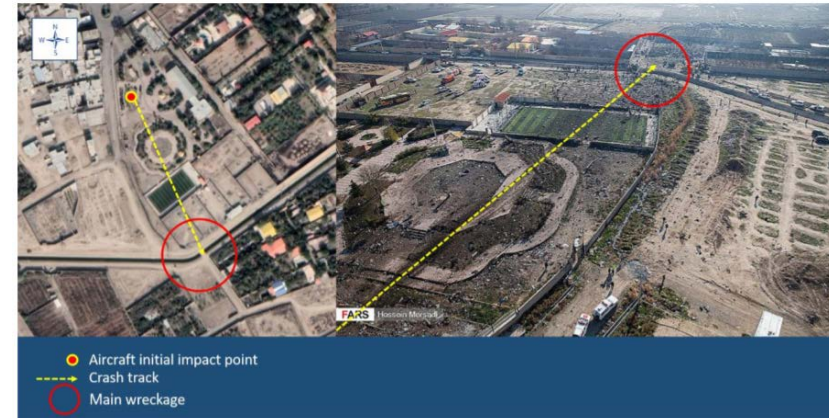 N
W E
S
FARS Hossein Mersadi
Aircraft initial impact point
Crash track
Main wreckage